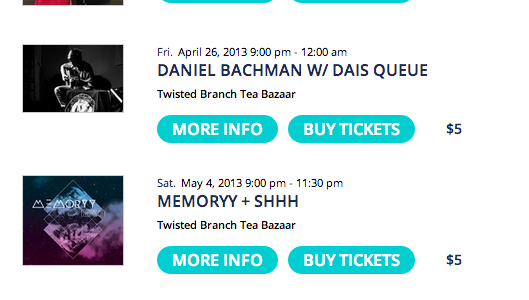 Fri. April 26, 2013 9:00 pm - 12:00 am
DANIEL BACHMAN W/ DAIS QUEUE
Twisted Branch Tea Bazaar
MORE INFO BUY TICKETS $5
MEMORYY
Sat. May 4, 2013 9:00 pm - 11:30 pm
MEMORYY + SHHH
Twisted Branch Tea Bazaar
MORE INFO BUY TICKETS $5